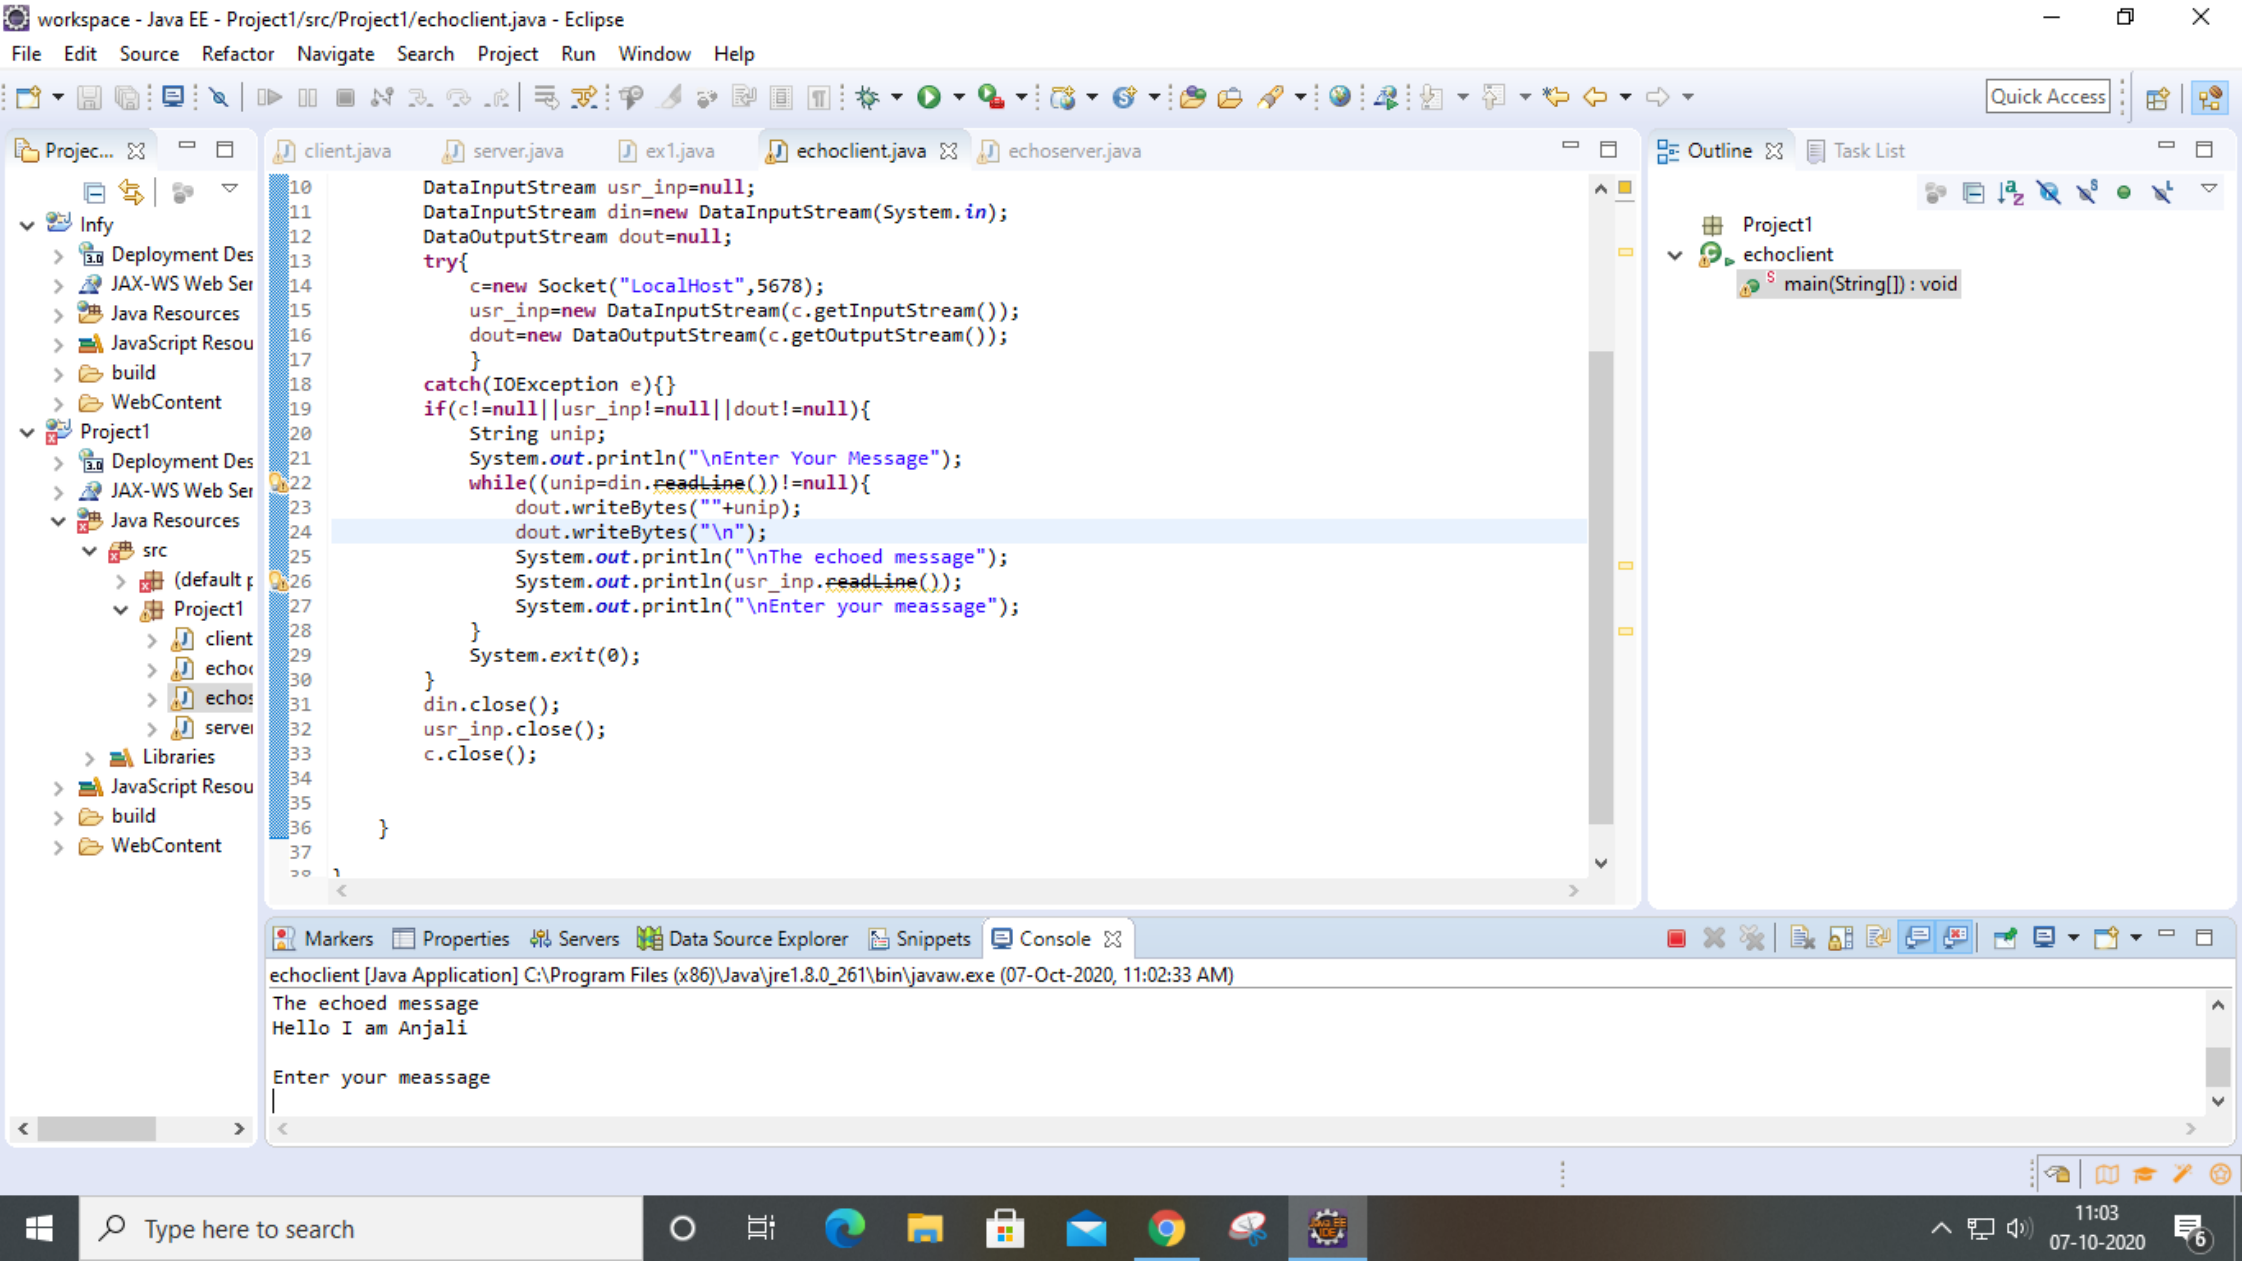 workspace - Java EE - Project1/src/Project1/echoclient.java - Eclipse
File Edit Source Refactor Navigate Search Project Run Window Help
Quick Access
Projec...
client.java server.java ex1.java echoclient.java echoserver.java
Outline Task List
Infy
Deployment Des
JAX-WS Web Ser
Java Resources
JavaScript Resou
build
WebContent
Project1
Deployment Des
JAX-WS Web Ser
Java Resources
src
(default p
Project1
client
echoc
echos
server
Libraries
JavaScript Resou
build
WebContent
10 DataInputStream usr_inp=null;
11 DataInputStream din=new DataInputStream(System.in);
12 DataOutputStream dout=null;
13 try{
14 c=new Socket("LocalHost",5678);
15 usr_inp=new DataInputStream(c.getInputStream());
16 dout=new DataOutputStream(c.getOutputStream());
17 }
18 catch(IOException e){}
19 if(c!=null||usr_inp!=null||dout!=null){
20 String unip;
21 System.out.println("\nEnter Your Message");
22 while((unip=din.readLine())!=null){
23 dout.writeBytes(""+unip);
24 dout.writeBytes("\n");
25 System.out.println("\nThe echoed message");
26 System.out.println(usr_inp.readLine());
27 System.out.println("\nEnter your meassage");
28 }
29 System.exit(0);
30 }
31 din.close();
32 usr_inp.close();
33 c.close();
34
35
36 }
37
38 }
Project1
echoclient
main(String[]) : void
Markers Properties Servers Data Source Explorer Snippets Console
echoclient [Java Application] C:\Program Files (x86)\Java\jre1.8.0_261\bin\javaw.exe (07-Oct-2020, 11:02:33 AM)
The echoed message
Hello I am Anjali
Enter your meassage
Type here to search
Java EE
IDE
11:03
07-10-2020
6